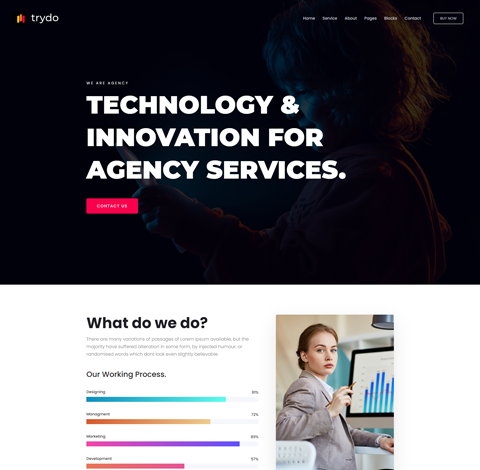 trydo
Home Service About Pages Blocks Contact BUY NOW
WE ARE AGENCY
TECHNOLOGY &
INNOVATION FOR
AGENCY SERVICES.
CONTACT US
What do we do?
There are many variations of passages of Lorem Ipsum available, but the
majority have suffered alteration in some form, by injected humour, or
randomised words which dont look even slightly believable.
Our Working Process.
Designing 81%
Managment 72%
Marketing 89%
Development 57%